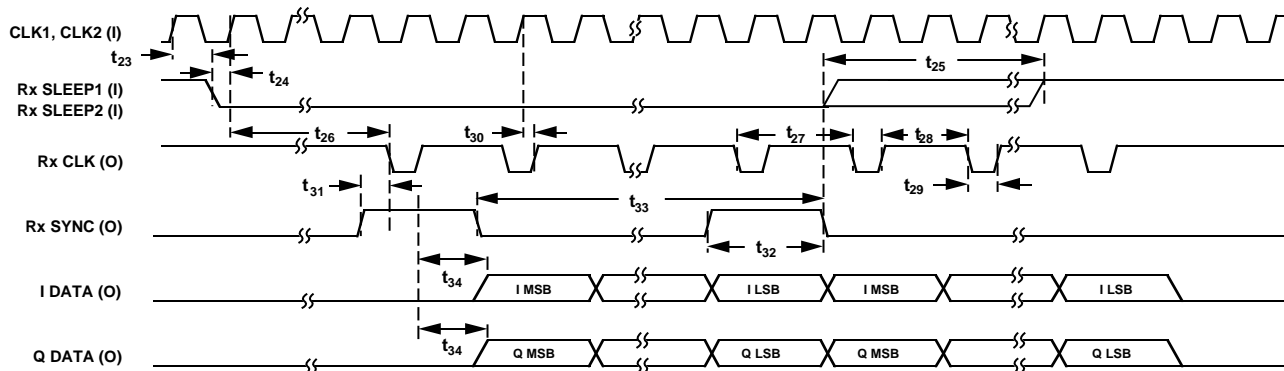 CLK1, CLK2 (I)
t23
t24
t25
Rx SLEEP1 (I)
Rx SLEEP2 (I)
t26
t30
t27
t28
Rx CLK (O)
t31
t29
t33
Rx SYNC (O)
t32
t34
I DATA (O)
I MSB
I LSB
I MSB
I LSB
t34
Q DATA (O)
Q MSB
Q LSB
Q MSB
Q LSB